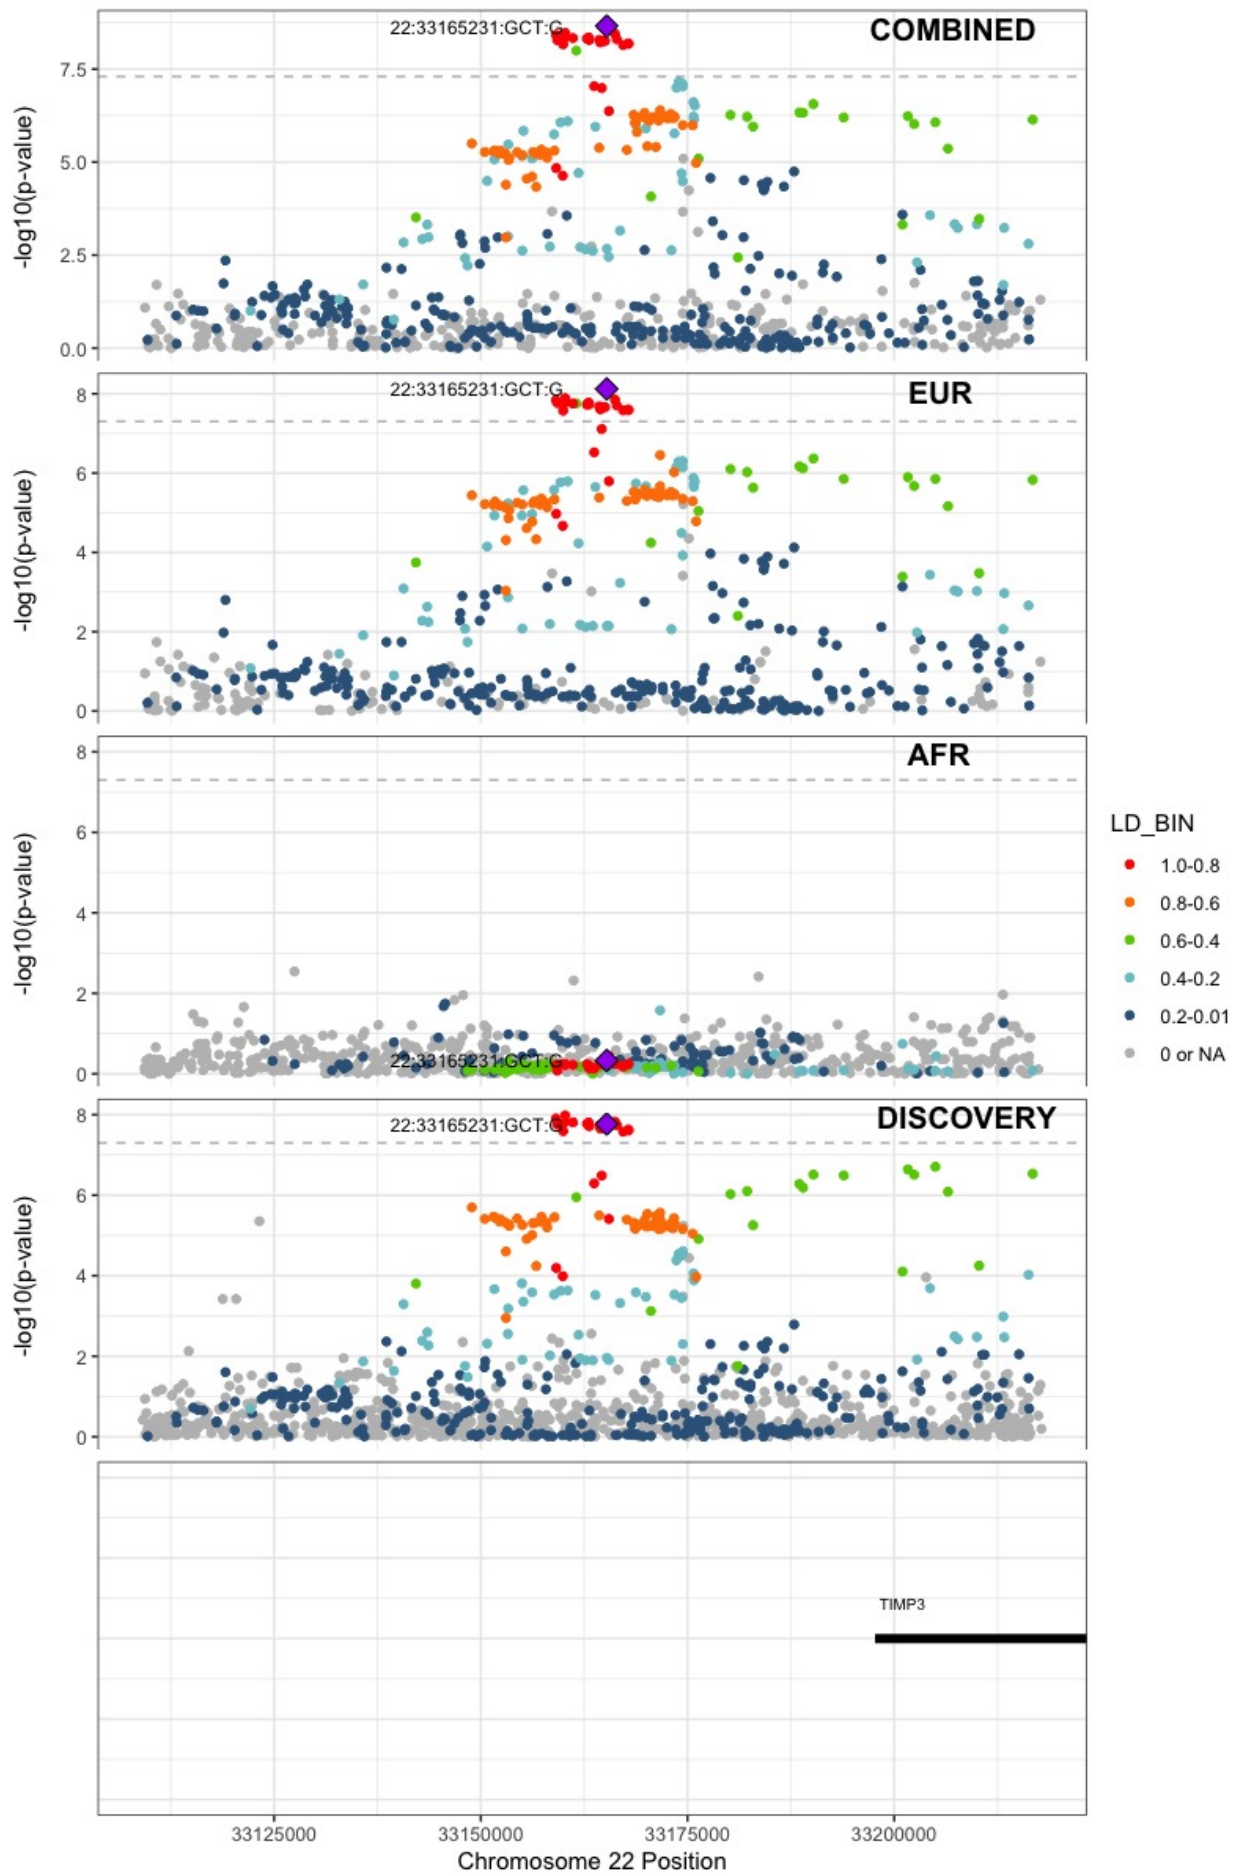 COMBINED
22:33165231:GCT:G
7.5
5.0
2.5
0.0
-log10(p-value)
EUR
22:33165231:GCT:G
8
6
4
2
0
-log10(p-value)
AFR
8
6
4
2
0
-log10(p-value)
22:33165231:GCT:G
DISCOVERY
22:33165231:GCT:G
8
6
4
2
0
-log10(p-value)
LD_BIN
1.0-0.8
0.8-0.6
0.6-0.4
0.4-0.2
0.2-0.01
0 or NA
TIMP3
33125000 33150000 33175000 33200000
Chromosome 22 Position